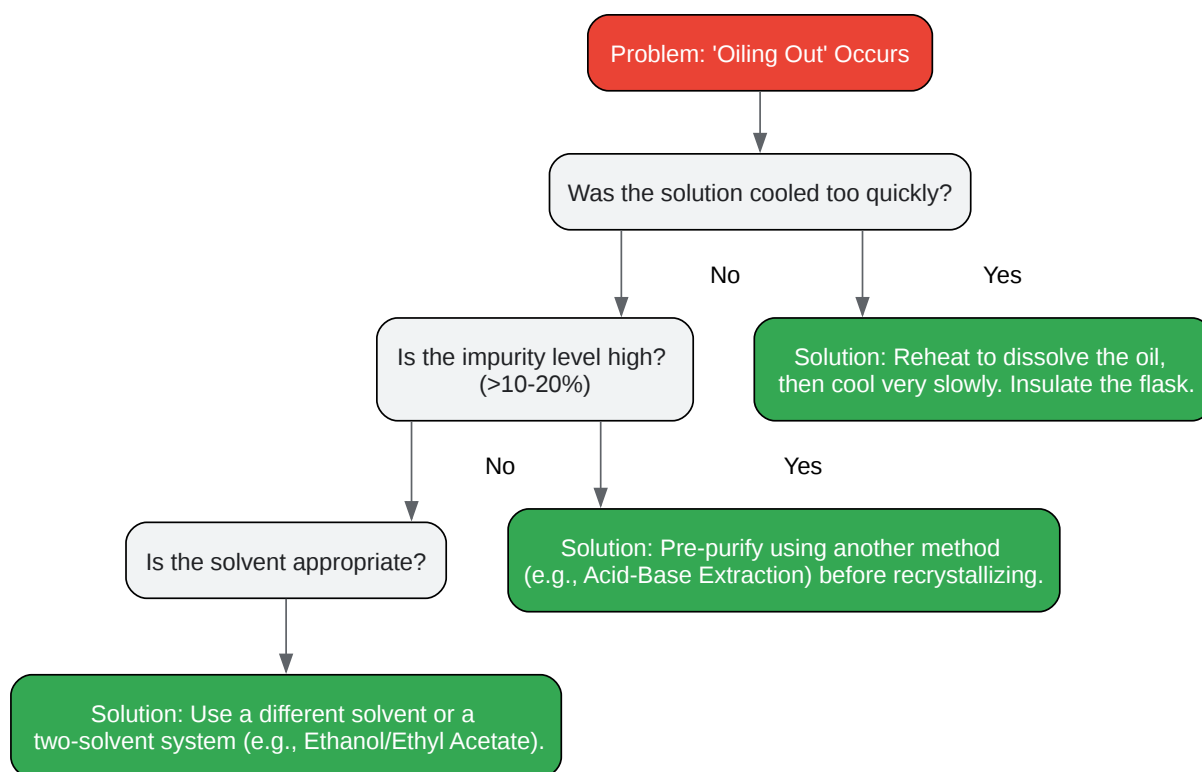 Problem: 'Oiling Out' Occurs
Was the solution cooled too quickly?
No
Yes
Is the impurity level high?
(>10-20%)
Solution: Reheat to dissolve the oil,
then cool very slowly. Insulate the flask.
No
Yes
Is the solvent appropriate?
Solution: Pre-purify using another method
(e.g., Acid-Base Extraction) before recrystallizing.
Solution: Use a different solvent or a
two-solvent system (e.g., Ethanol/Ethyl Acetate).